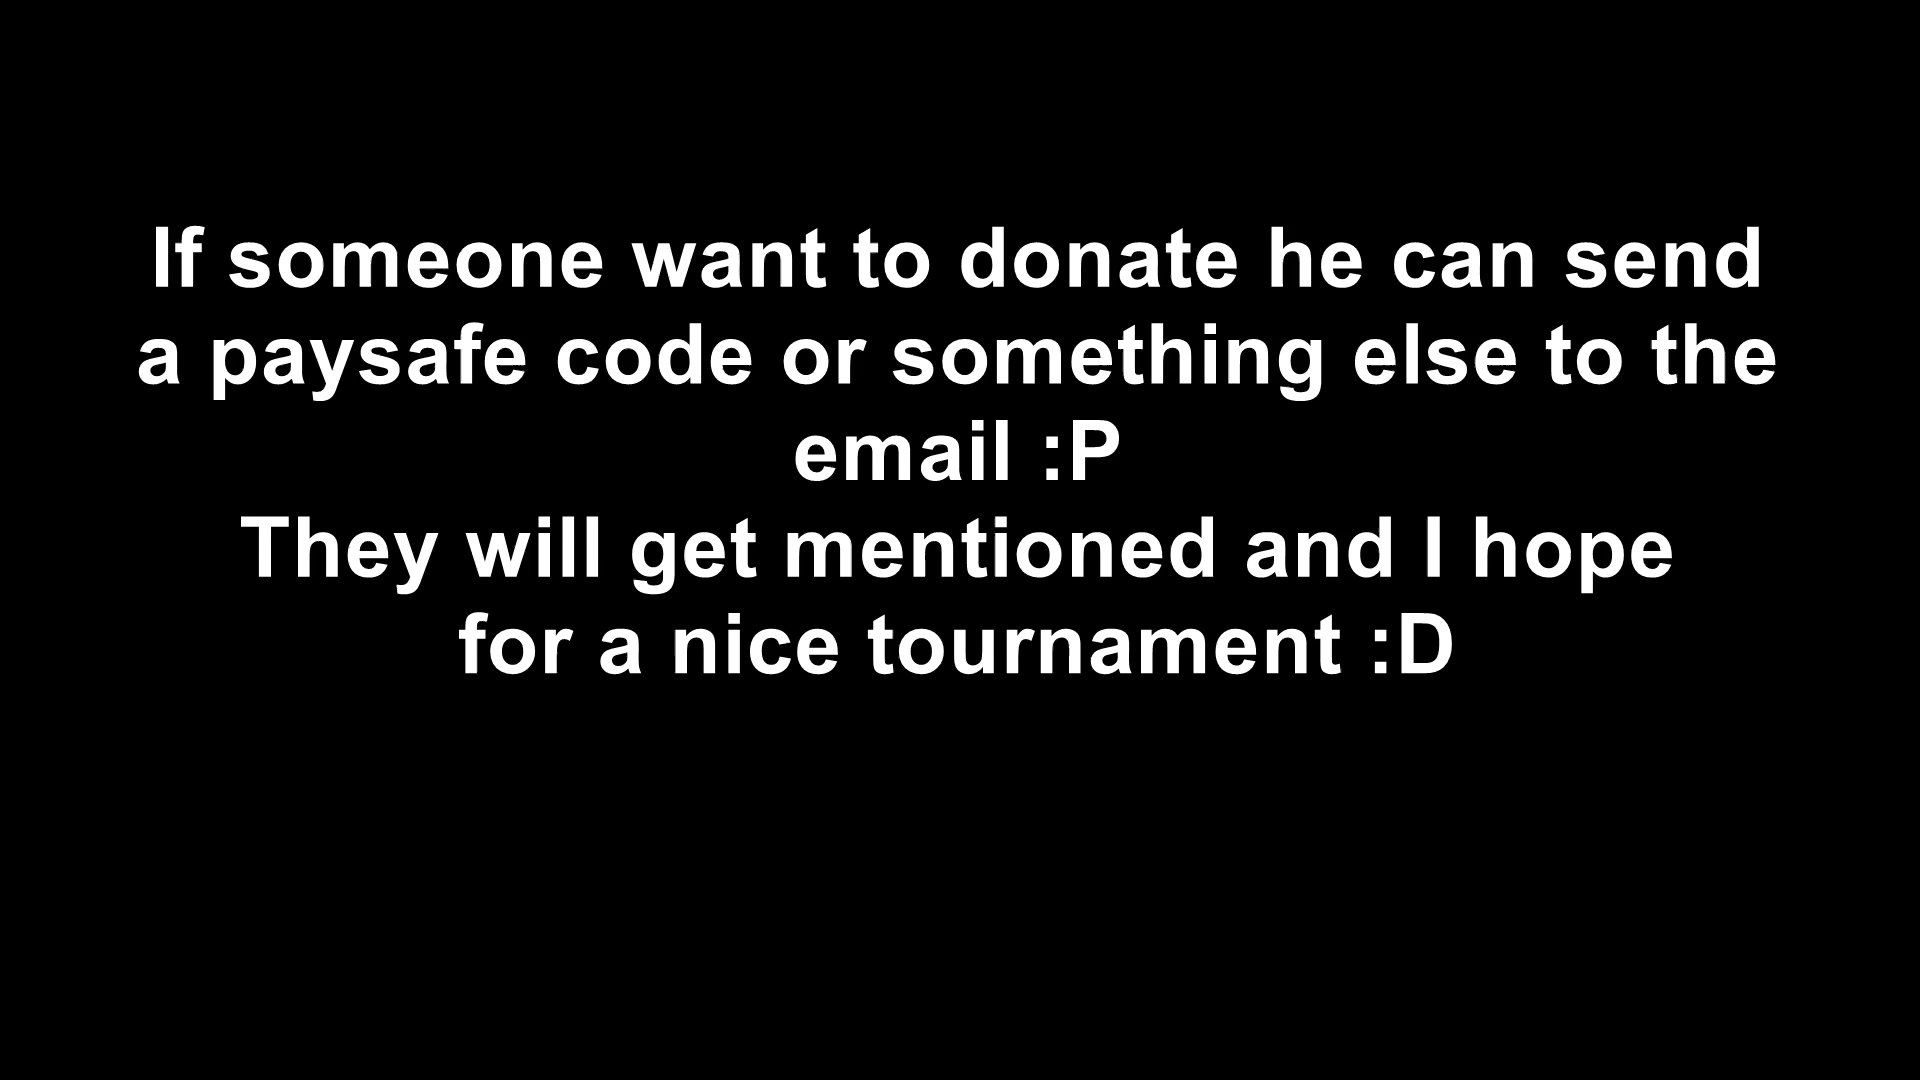 If someone want to donate he can send
a paysafe code or something else to the
email :P
They will get mentioned and I hope
for a nice tournament :D